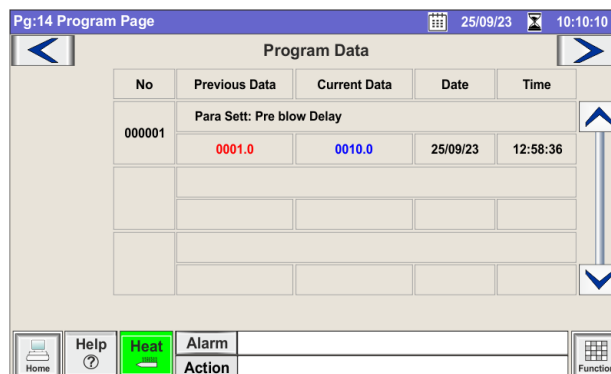 Pg:14 Program Page 25/09/23 10:10:10
Program Data
No Previous Data Current Data Date Time
000001 Para Sett: Pre blow Delay
0001.0 0010.0 25/09/23 12:58:36
Home Help ? Heat Alarm
Action
Function